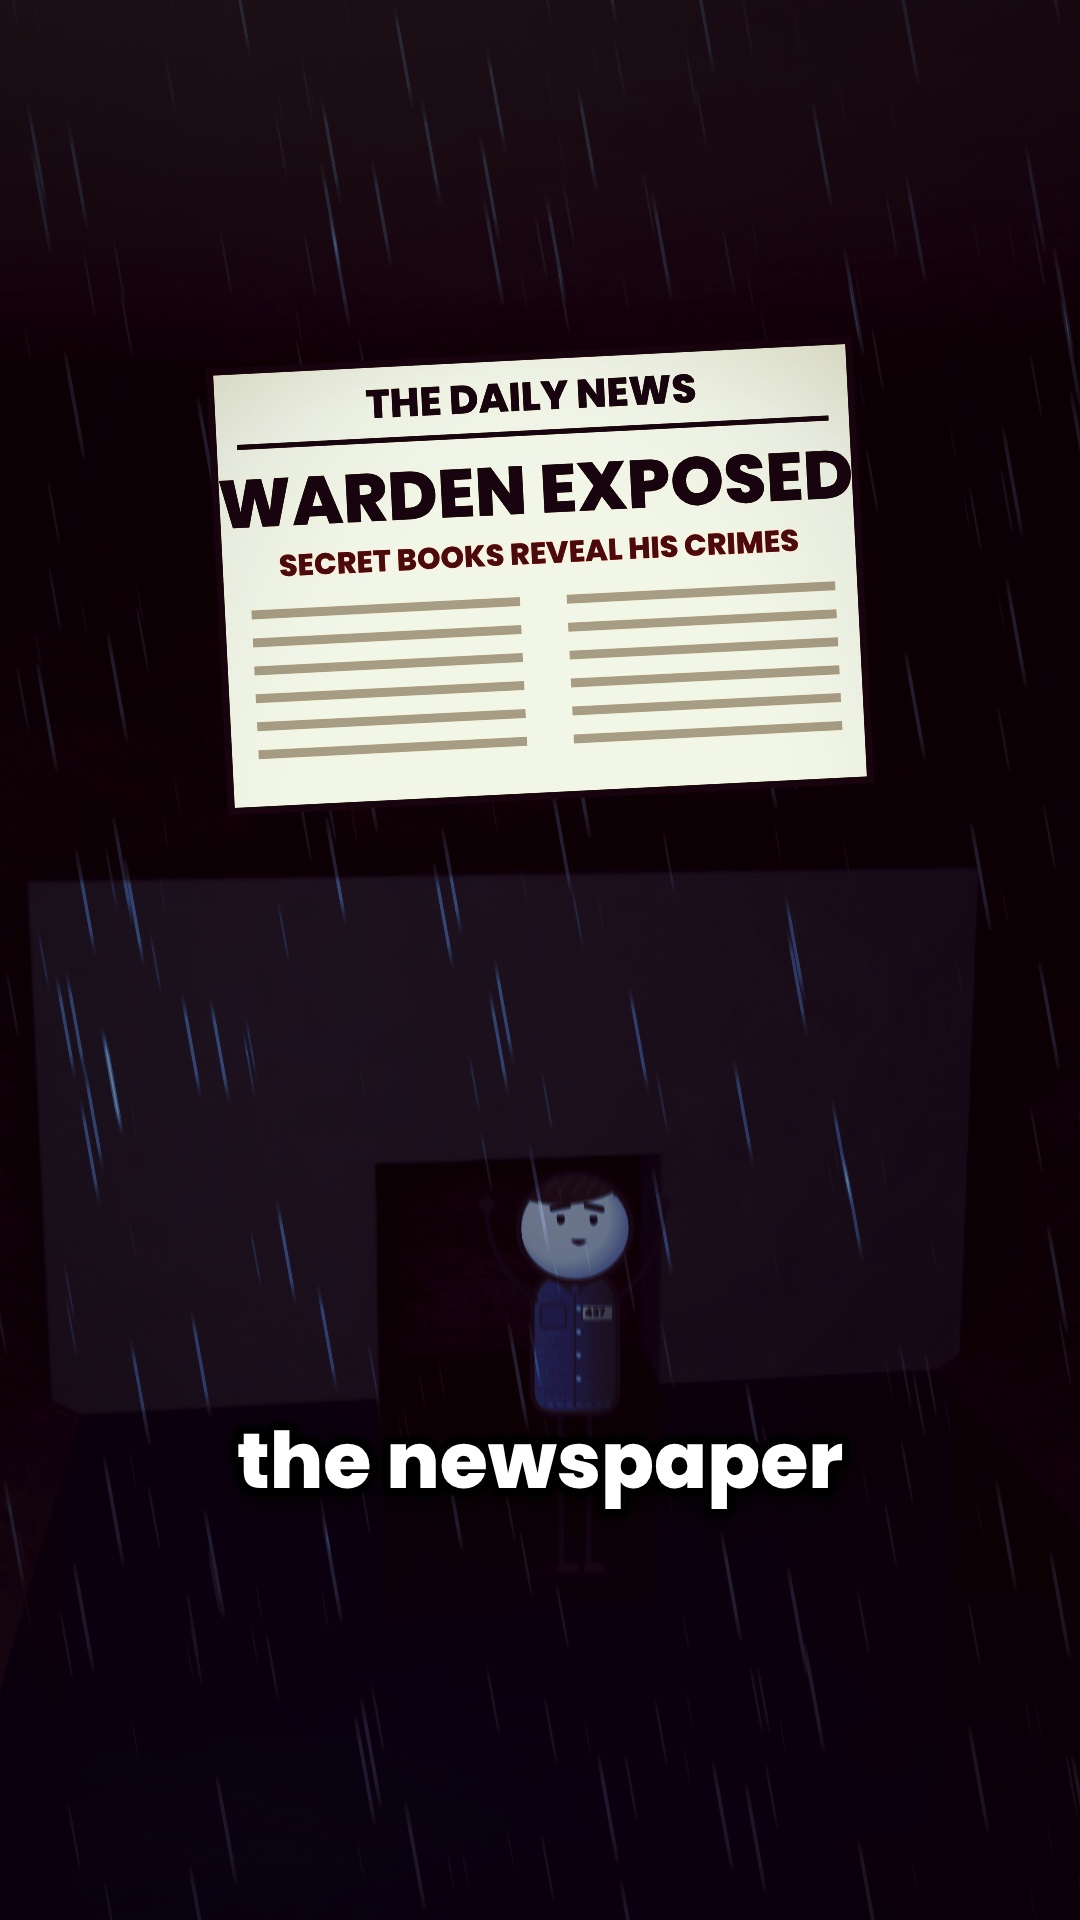 THE DAILY NEWS
WARDEN EXPOSED
SECRET BOOKS REVEAL HIS CRIMES
the newspaper